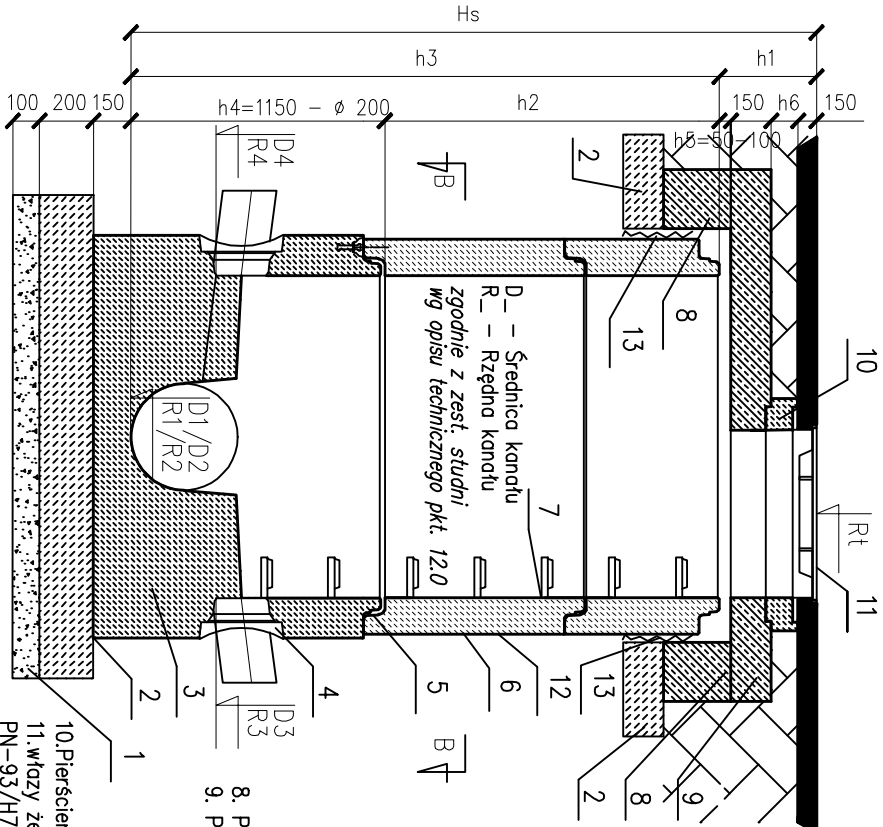 Hs
h3
h1
100
200
150
h4=1150 - ø 200
h2
h5=50-100
150
h6
150
D4
R4
B
2
8
13
10
D_ - Średnica kanału
R_ - Rzędna kanału
zgodnie z zest. studni
wg opisu technicznego pkt. 12.0
7
D1/D2
R1/R2
Rt
11
1
2
3
4
5
6
12
13
2
8
9
D3
R3
B
8. P
9. P
10.Pierścier
11.włazy że
PN-93/H7